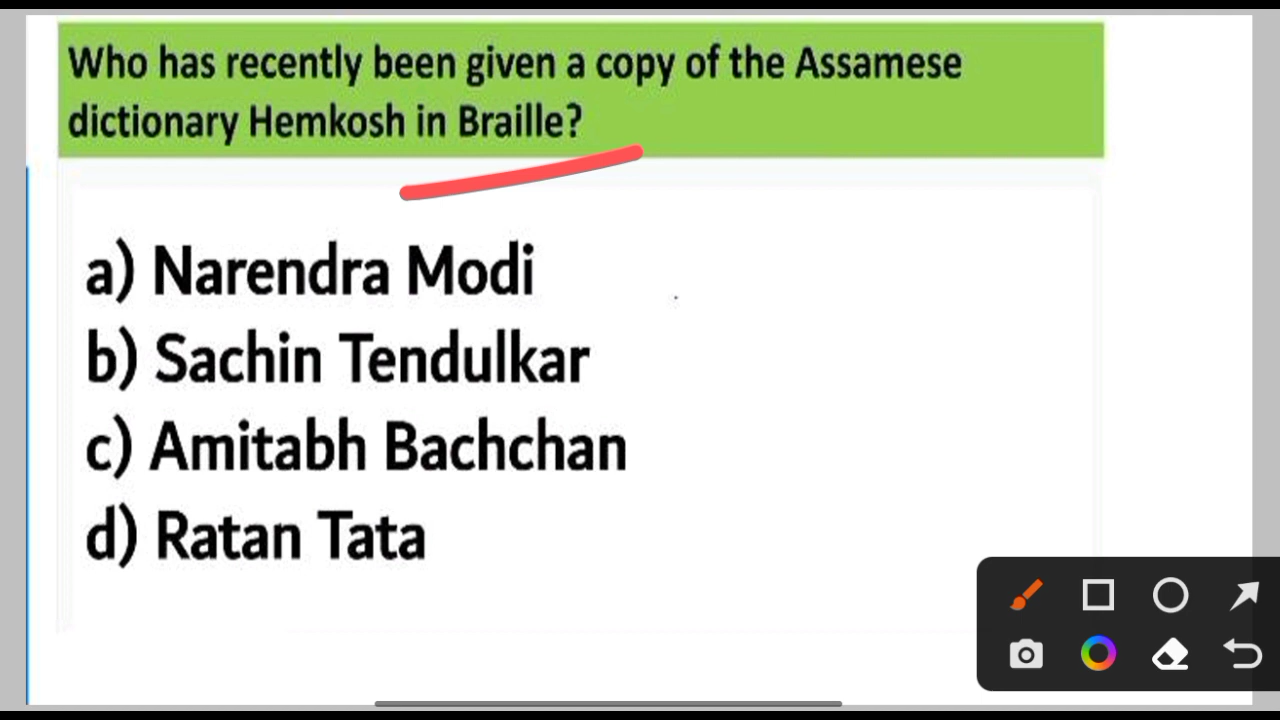 Who has recently been given a copy of the Assamese
dictionary Hemkosh in Braille?
a) Narendra Modi
b) Sachin Tendulkar
c) Amitabh Bachchan
d) Ratan Tata